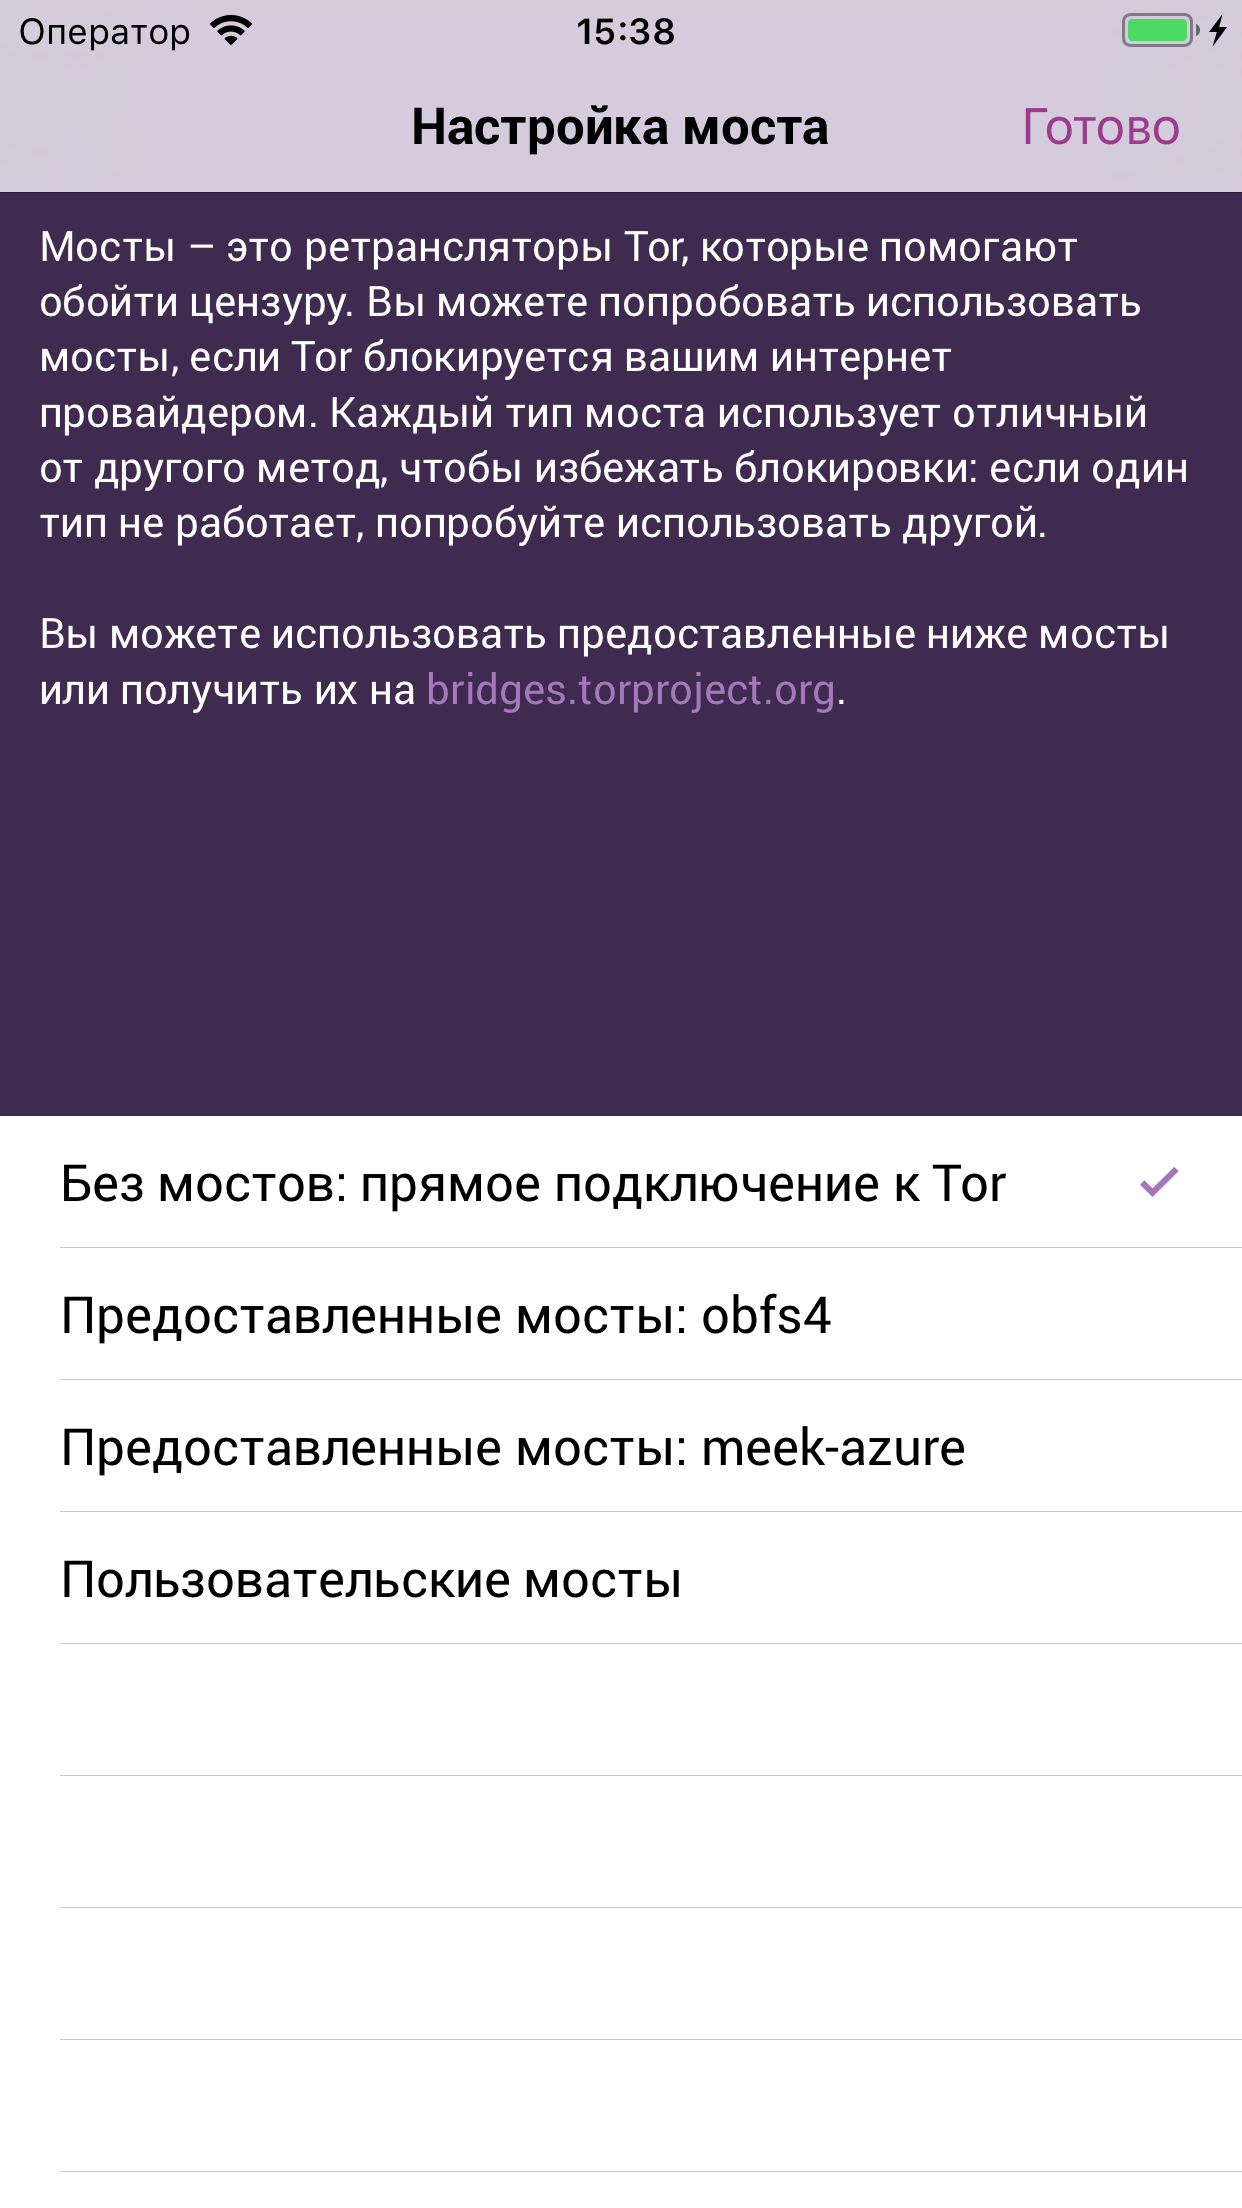 Оператор 15:38
Настройка моста Готово
Мосты – это ретрансляторы Tor, которые помогают
обойти цензуру. Вы можете попробовать использовать
мосты, если Tor блокируется вашим интернет
провайдером. Каждый тип моста использует отличный
от другого метод, чтобы избежать блокировки: если один
тип не работает, попробуйте использовать другой.
Вы можете использовать предоставленные ниже мосты
или получить их на bridges.torproject.org.
Без мостов: прямое подключение к Tor
Предоставленные мосты: obfs4
Предоставленные мосты: meek-azure
Пользовательские мосты